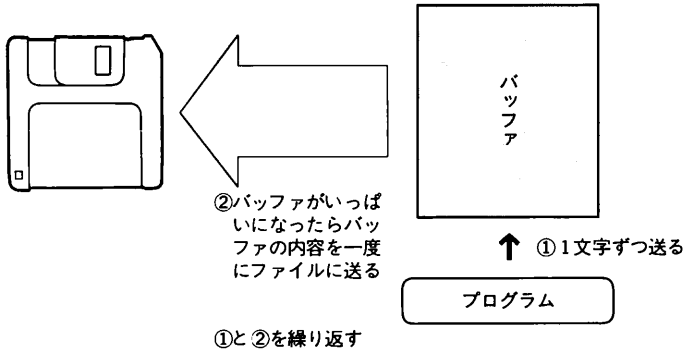 バッファ
②バッファがいっぱ
いになったらバッ
ファの内容を一度
にファイルに送る
①1文字ずつ送る
プログラム
①と②を繰り返す